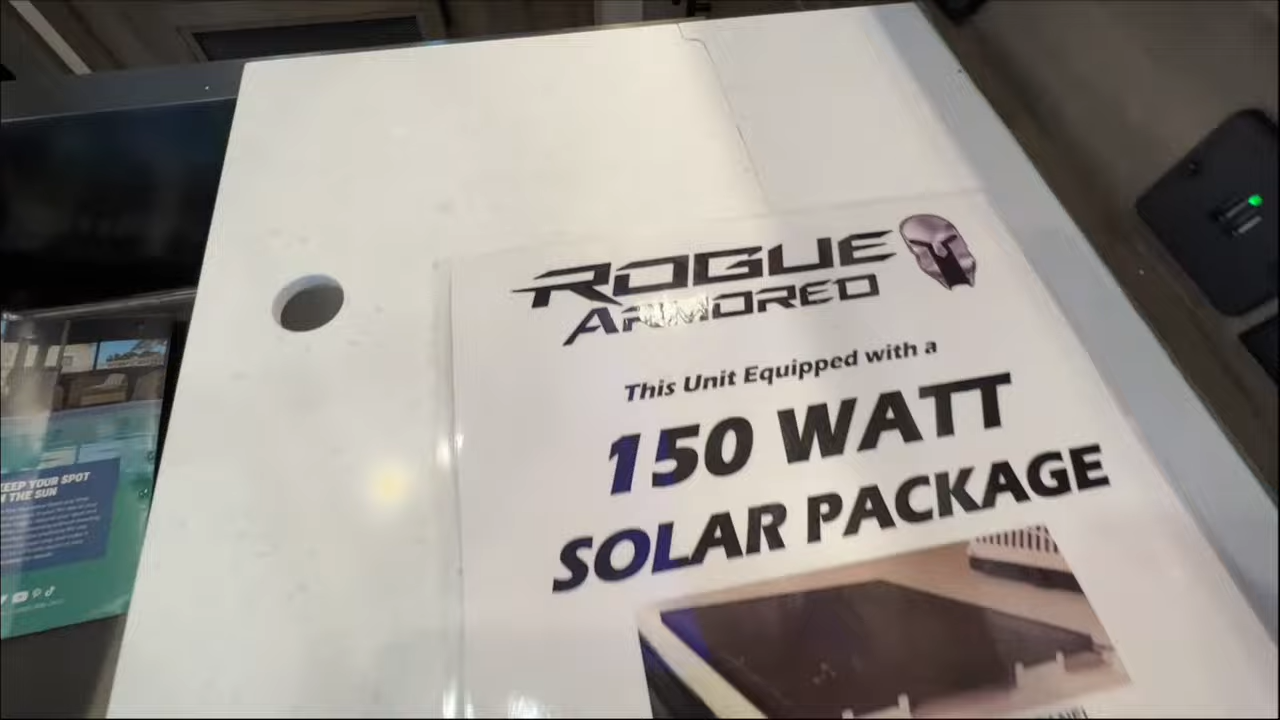 ROGUE
ARMORED
This Unit Equipped with a
150 WATT
SOLAR PACKAGE
KEEP YOUR SPOT
IN THE SUN